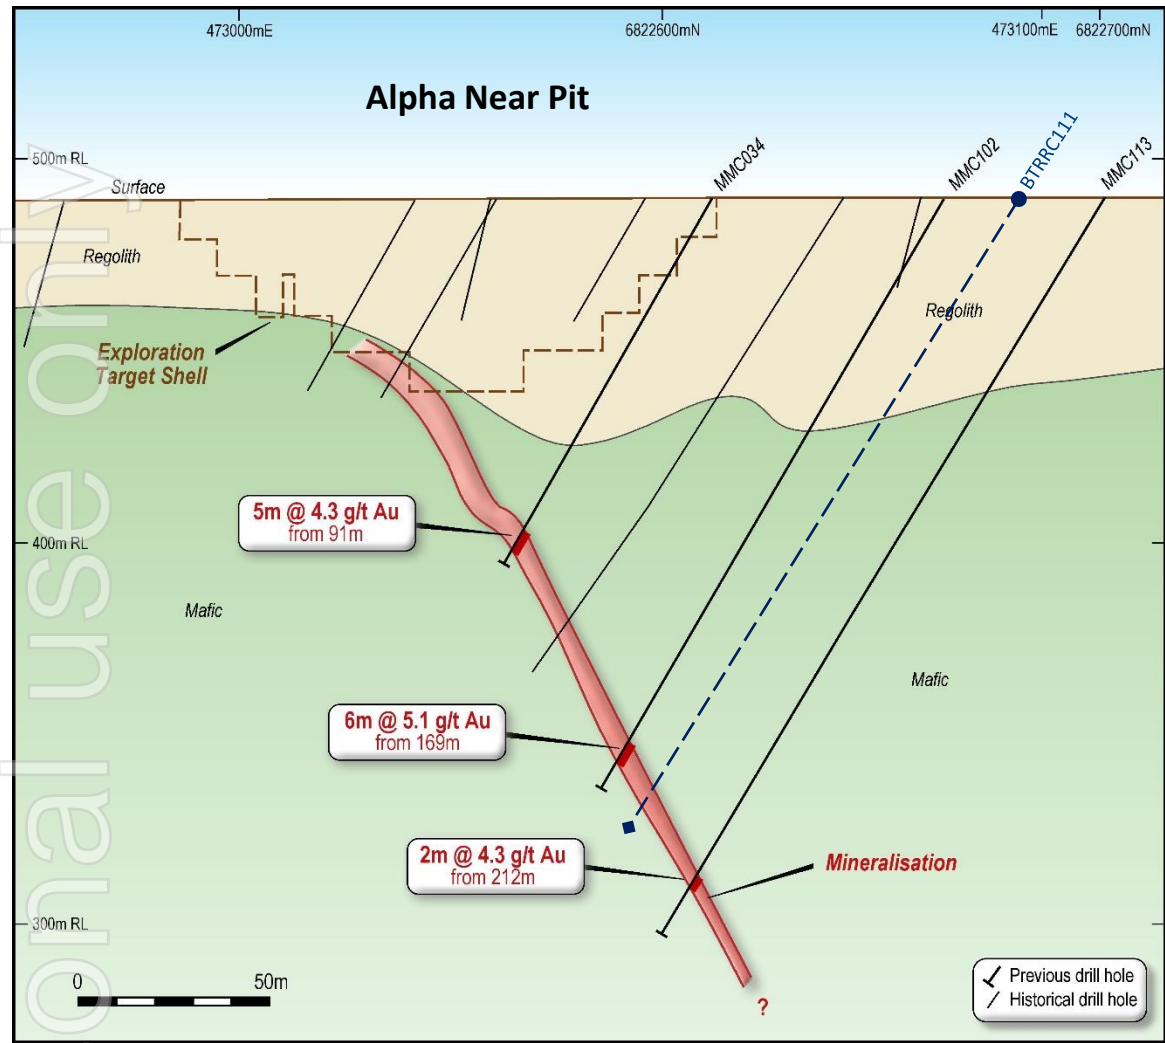 473000mE
6822600mN
473100mE
6822700mN
Alpha Near Pit
500m RL
Surface
MMC034
MMC102
BTRRC111
MMC113
Regolith
Regolith
Exploration
Target Shell
5m @ 4.3 g/t Au
from 91m
400m RL
Mafic
Mafic
6m @ 5.1 g/t Au
from 169m
2m @ 4.3 g/t Au
from 212m
Mineralisation
300m RL
0
50m
?
Previous drill hole
Historical drill hole
onal use only